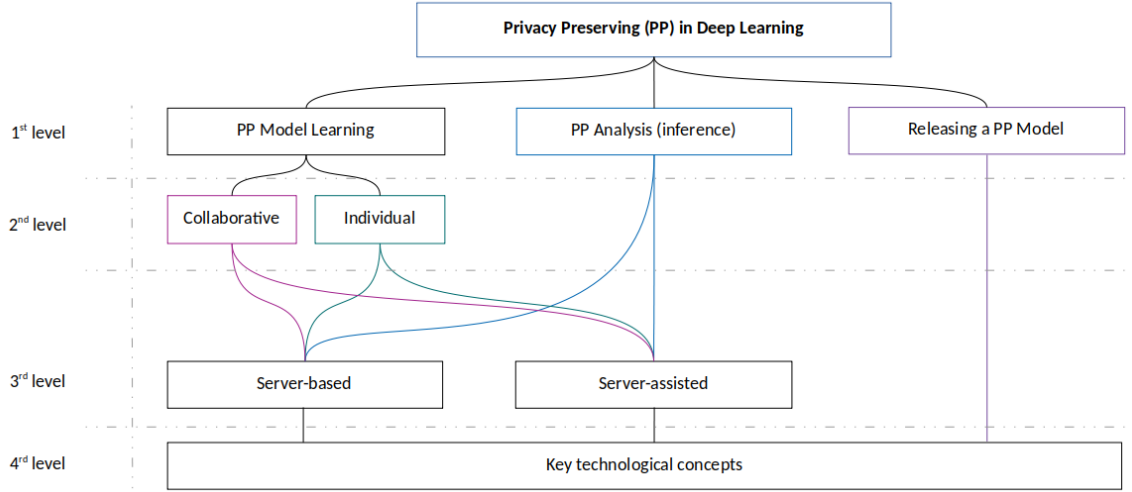 Privacy Preserving (PP) in Deep Learning
1st level
PP Model Learning
PP Analysis (inference)
Releasing a PP Model
2nd level
Collaborative
Individual
3rd level
Server-based
Server-assisted
4rd level
Key technological concepts